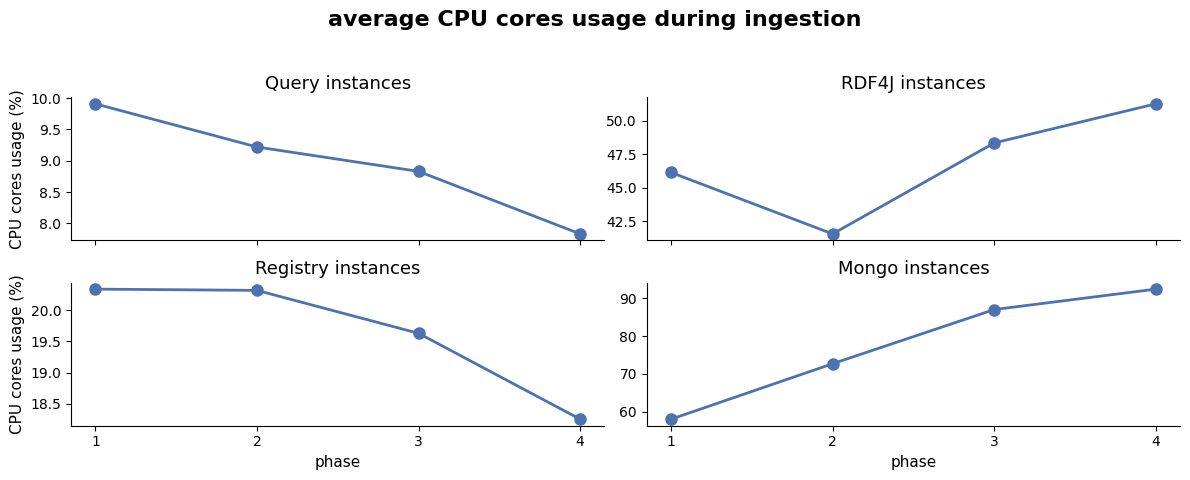 average CPU cores usage during ingestion
Query instances
CPU cores usage (%)
10.0
9.5
9.0
8.5
8.0
RDF4J instances
50.0
47.5
45.0
42.5
Registry instances
CPU cores usage (%)
20.0
19.5
19.0
18.5
1 2 3 4
phase
Mongo instances
90
80
70
60
1 2 3 4
phase